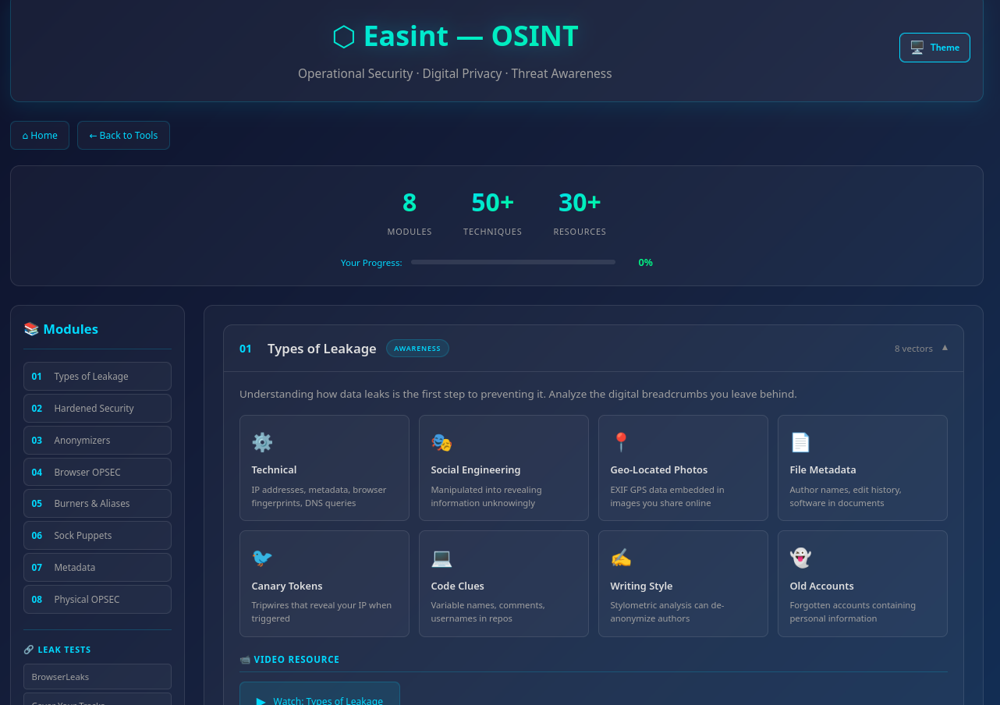 Easint — OSINT
Operational Security · Digital Privacy · Threat Awareness
Theme
Home
← Back to Tools
8
50+
30+
MODULES
TECHNIQUES
RESOURCES
Your Progress:
0%
Modules
01 Types of Leakage
02 Hardened Security
03 Anonymizers
04 Browser OPSEC
05 Burners & Aliases
06 Sock Puppets
07 Metadata
08 Physical OPSEC
LEAK TESTS
BrowserLeaks
Cover Your Tracks
01 Types of Leakage AWARENESS
8 vectors ▲
Understanding how data leaks is the first step to preventing it. Analyze the digital breadcrumbs you leave behind.
Technical
IP addresses, metadata, browser
fingerprints, DNS queries
Social Engineering
Manipulated into revealing
information unknowingly
Geo-Located Photos
EXIF GPS data embedded in
images you share online
File Metadata
Author names, edit history,
software in documents
Canary Tokens
Tripwires that reveal your IP when
triggered
Code Clues
Variable names, comments,
usernames in repos
Writing Style
Stylometric analysis can de-
anonymize authors
Old Accounts
Forgotten accounts containing
personal information
VIDEO RESOURCE
▶ Watch: Types of Leakage